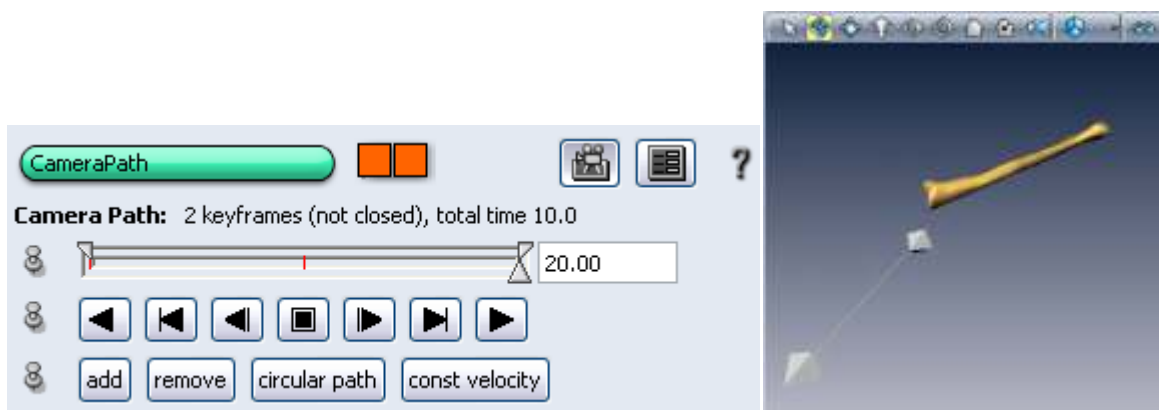 CameraPath
?
Camera Path: 2 keyframes (not closed), total time 10.0
20.00
add remove circular path const velocity